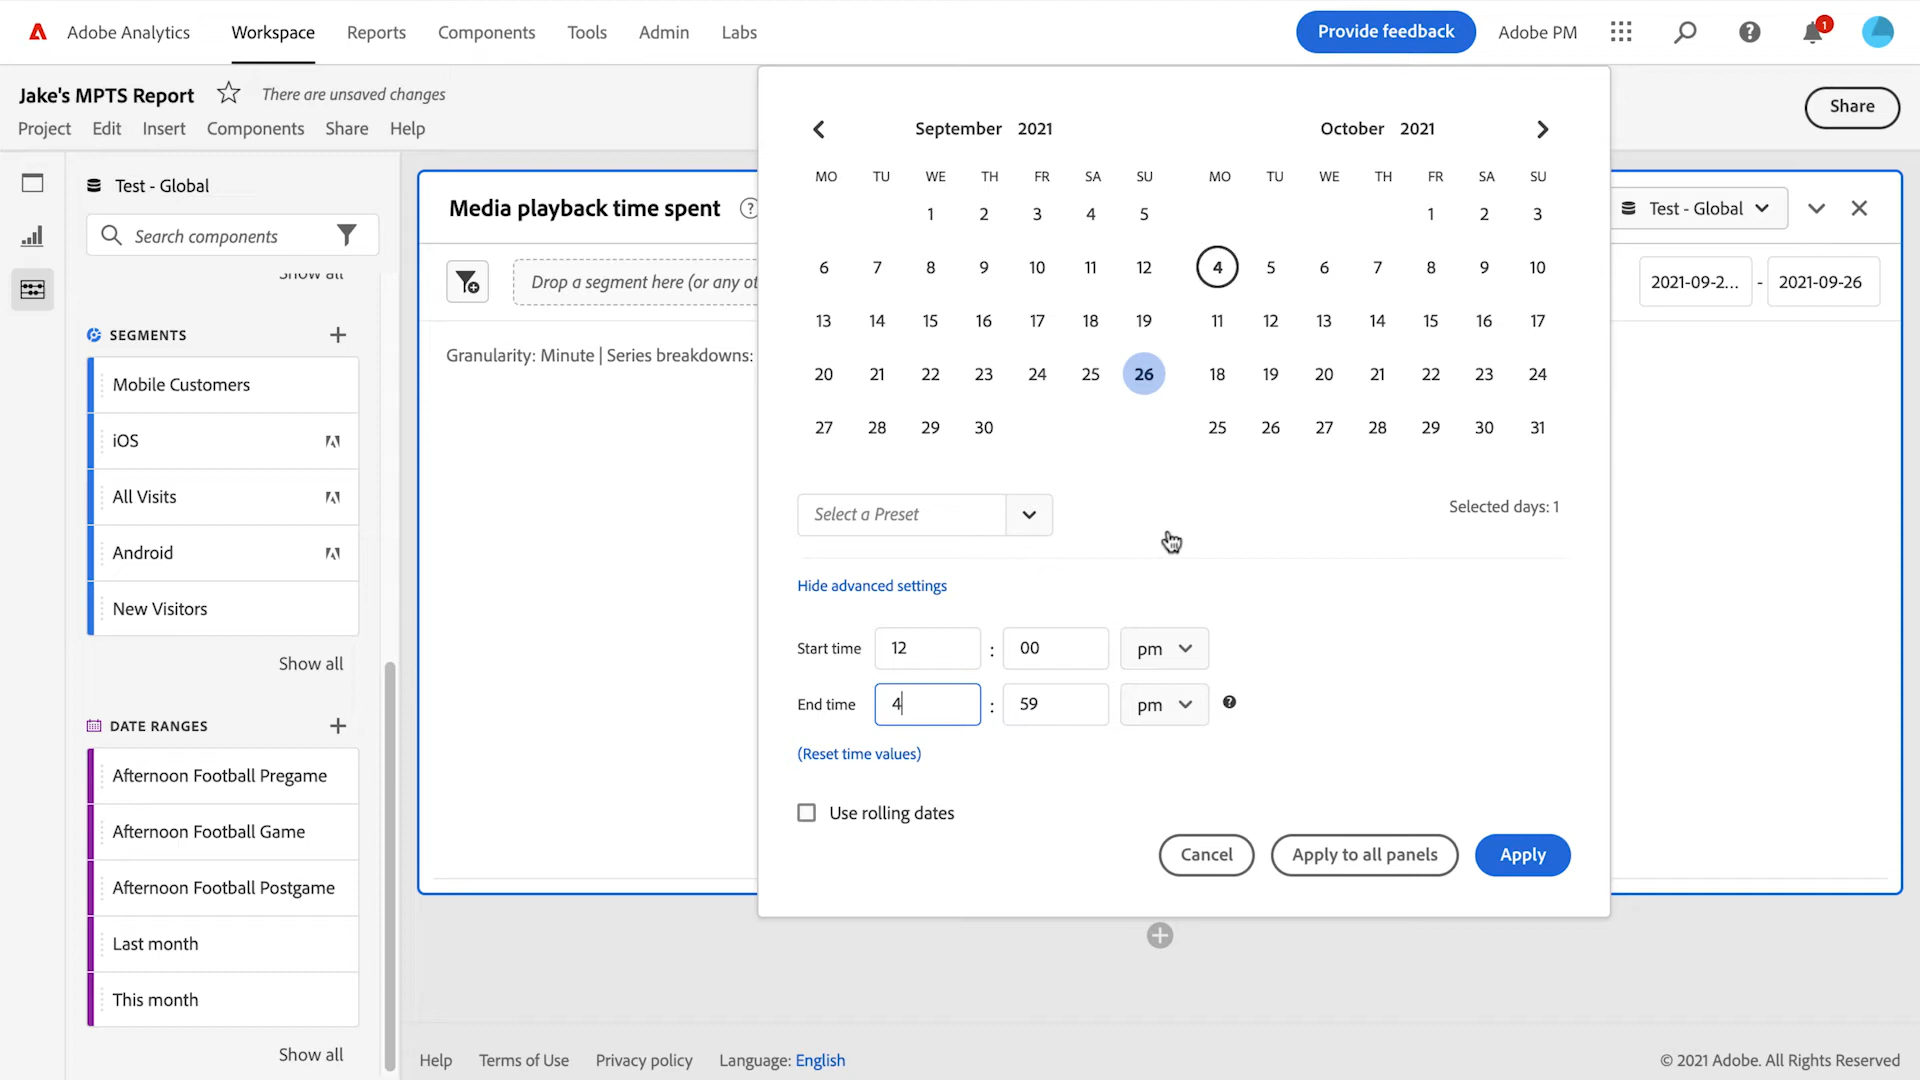 Adobe Analytics Workspace Reports Components Tools Admin Labs Provide feedback Adobe PM 1
Jake's MPTS Report There are unsaved changes
Project Edit Insert Components Share Help
Share
Test - Global
Search components
Show all
SEGMENTS
Mobile Customers
iOS
All Visits
Android
New Visitors
Show all
DATE RANGES
Afternoon Football Pregame
Afternoon Football Game
Afternoon Football Postgame
Last month
This month
Show all
Media playback time spent ?
Test - Global
Drop a segment here (or any ot
2021-09-2... - 2021-09-26
Granularity: Minute | Series breakdowns:
September 2021
MO TU WE TH FR SA SU
1 2 3 4 5
6 7 8 9 10 11 12
13 14 15 16 17 18 19
20 21 22 23 24 25 26
27 28 29 30
October 2021
MO TU WE TH FR SA SU
1 2 3
4 5 6 7 8 9 10
11 12 13 14 15 16 17
18 19 20 21 22 23 24
25 26 27 28 29 30 31
Select a Preset
Selected days: 1
Hide advanced settings
Start time 12 : 00 pm
End time 4 : 59 pm ?
(Reset time values)
Use rolling dates
Cancel Apply to all panels Apply
Help Terms of Use Privacy policy Language: English
© 2021 Adobe. All Rights Reserved